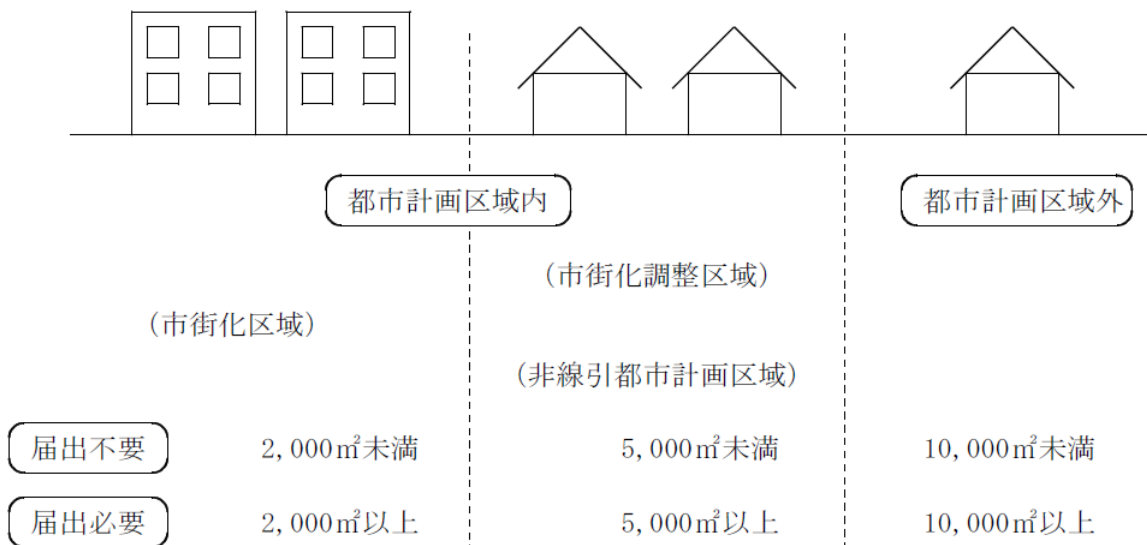 都市計画区域内 都市計画区域外
(市街化調整区域)
(市街化区域)
(非線引都市計画区域)
届出不要 2,000㎡未満 5,000㎡未満 10,000㎡未満
届出必要 2,000㎡以上 5,000㎡以上 10,000㎡以上